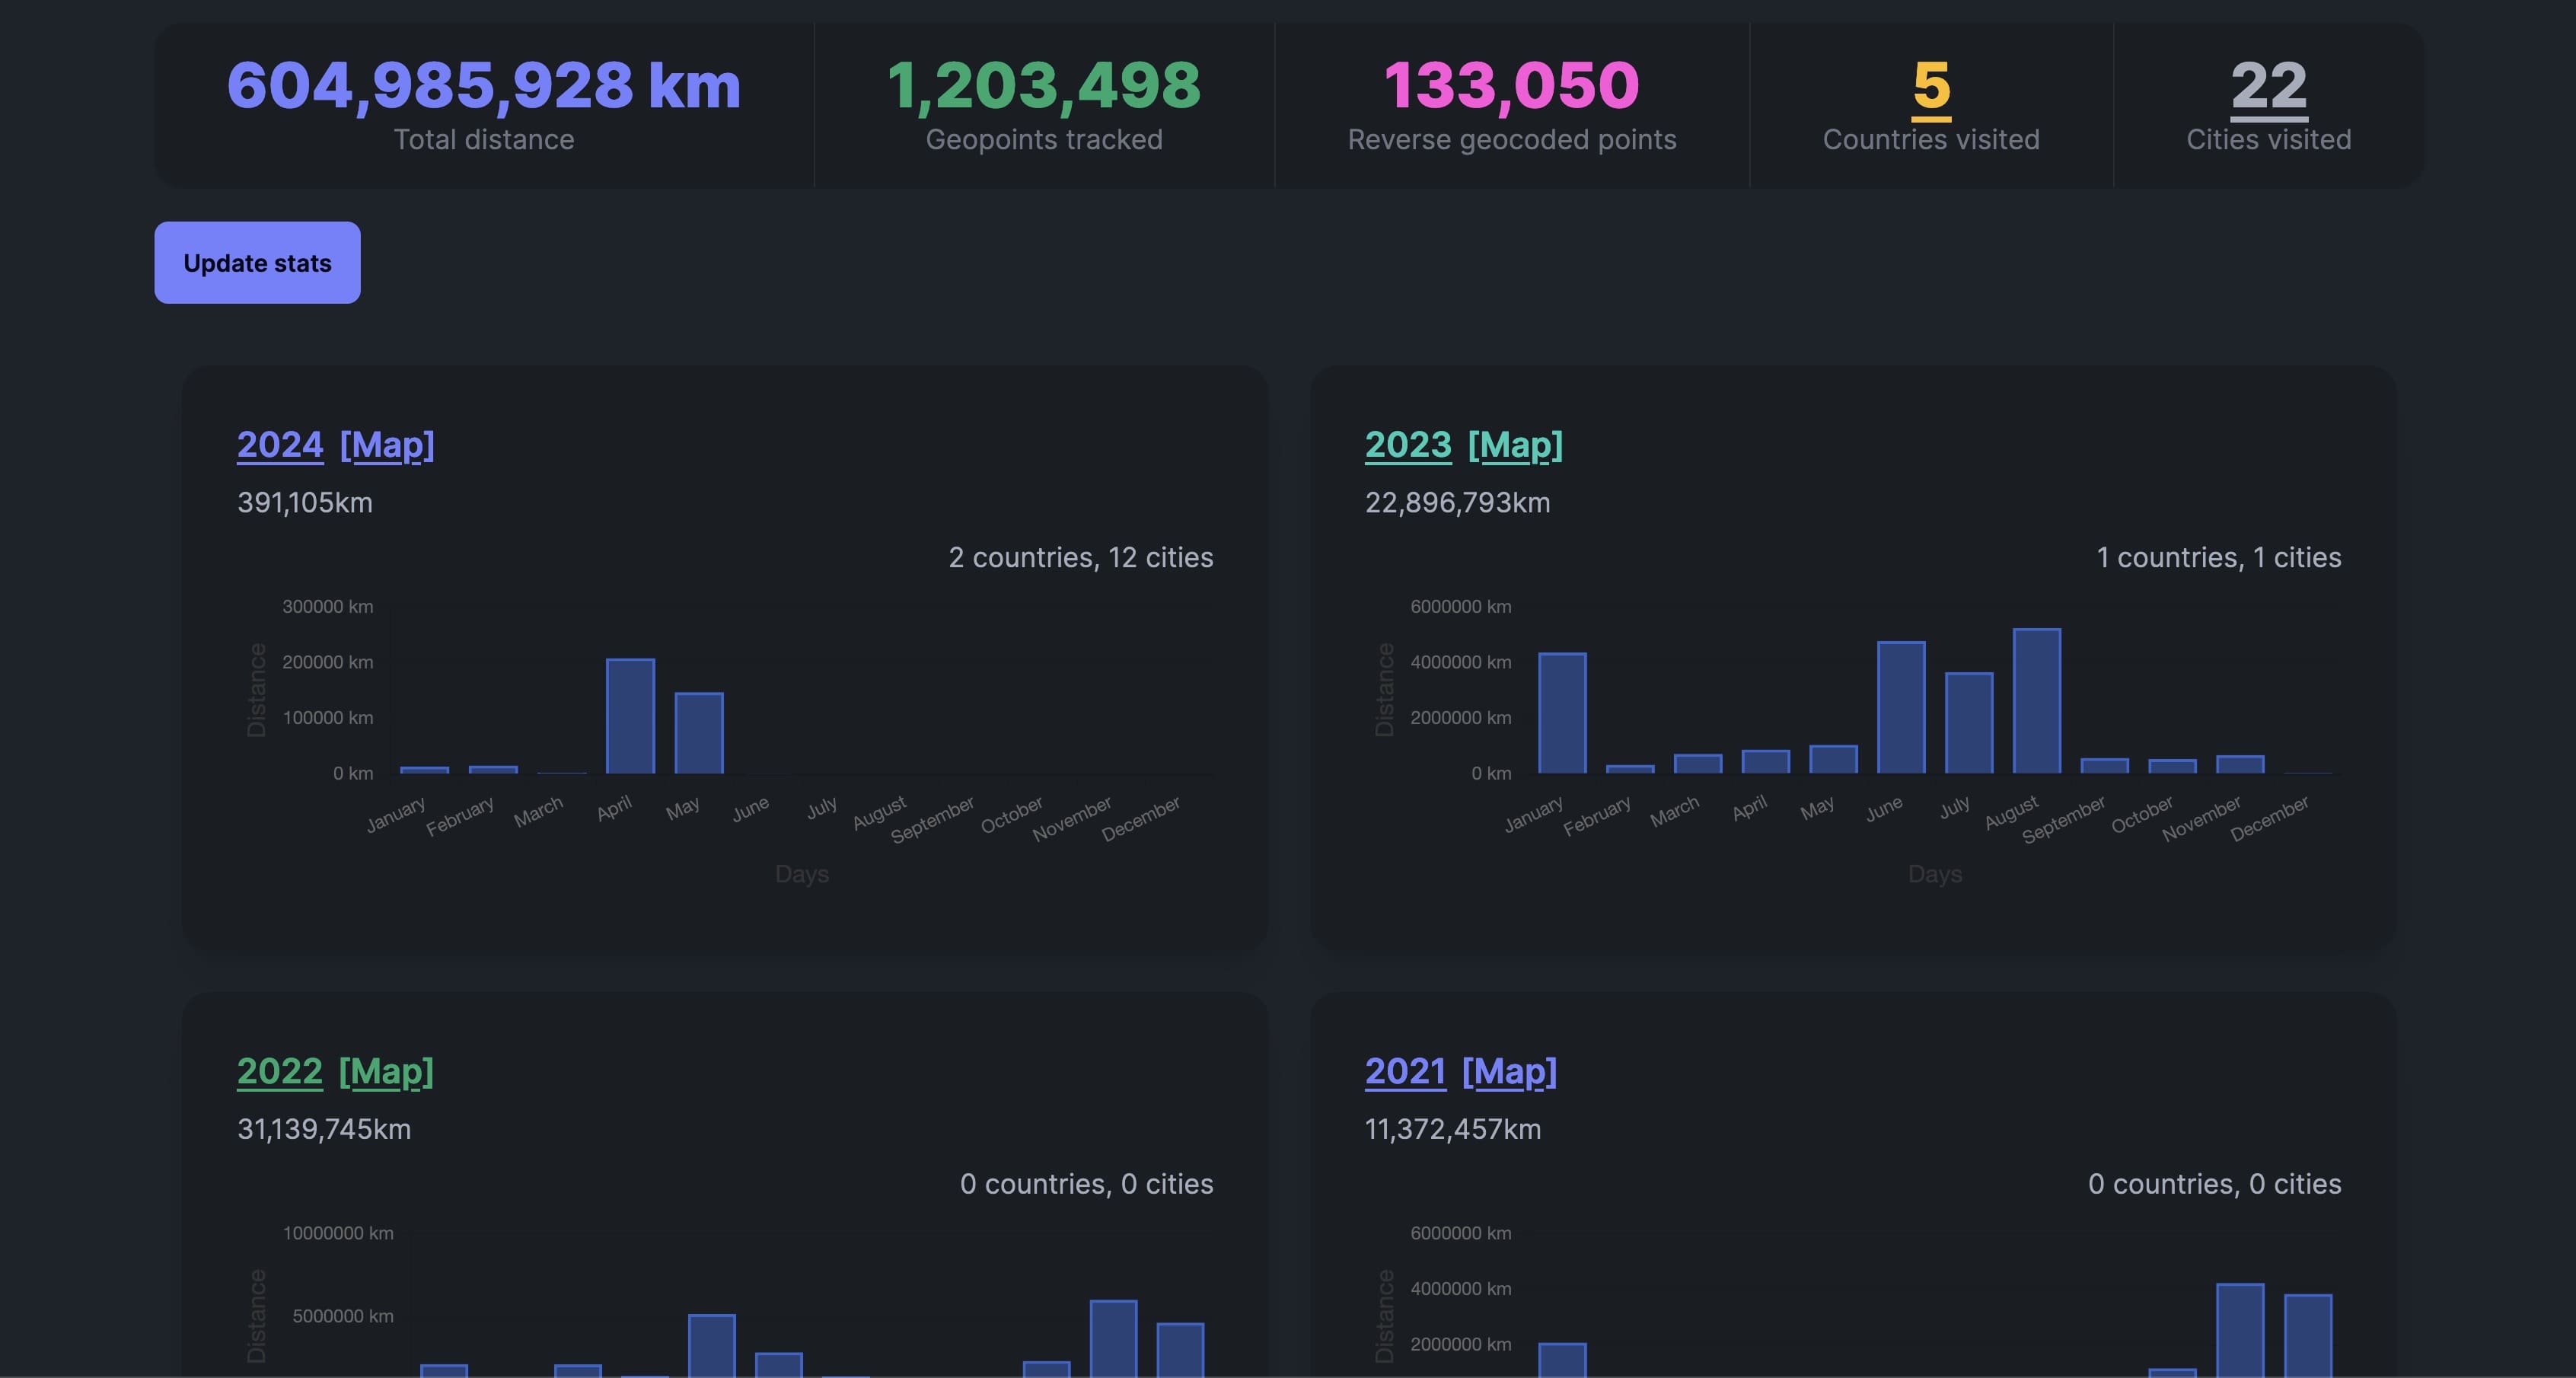 604,985,928 km
Total distance
1,203,498
Geopoints tracked
133,050
Reverse geocoded points
5
Countries visited
22
Cities visited
Update stats
2024 [Map]
391,105km
2 countries, 12 cities
300000 km
200000 km
100000 km
0 km
Distance
January
February
March
April
May
June
July
August
September
October
November
December
Days
2023 [Map]
22,896,793km
1 countries, 1 cities
6000000 km
4000000 km
2000000 km
0 km
Distance
January
February
March
April
May
June
July
August
September
October
November
December
Days
2022 [Map]
31,139,745km
0 countries, 0 cities
10000000 km
5000000 km
Distance
2021 [Map]
11,372,457km
0 countries, 0 cities
6000000 km
4000000 km
2000000 km
Distance